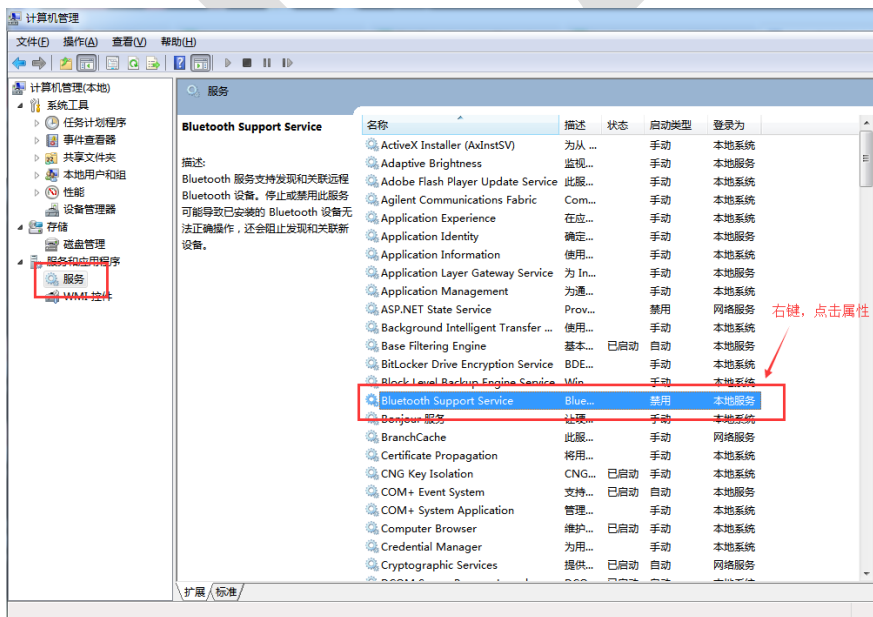 计算机管理
文件(F) 操作(A) 查看(V) 帮助(H)
计算机管理(本地)
系统工具
任务计划程序
事件查看器
共享文件夹
本地用户和组
性能
设备管理器
存储
磁盘管理
服务和应用程序
服务
WMI 控件
服务
Bluetooth Support Service
描述:
Bluetooth 服务支持发现和关联远程
Bluetooth 设备。停止或禁用此服务
可能导致已安装的 Bluetooth 设备无
法正确操作，还会阻止发现和关联新
设备。
名称 描述 状态 启动类型 登录为
ActiveX Installer (AxInstSV) 为从 ... 手动 本地系统
Adaptive Brightness 监视... 手动 本地服务
Adobe Flash Player Update Service 此服... 手动 本地系统
Agilent Communications Fabric Com... 手动 本地系统
Application Experience 在应... 手动 本地系统
Application Identity 确定... 手动 本地服务
Application Information 使用... 手动 本地系统
Application Layer Gateway Service 为 In... 手动 本地服务
Application Management 为通... 手动 本地系统
ASP.NET State Service Prov... 禁用 网络服务
Background Intelligent Transfer ... 使用... 手动 本地系统
Base Filtering Engine 基本... 已启动 自动 本地服务
BitLocker Drive Encryption Service BDE... 手动 本地系统
Block Level Backup Engine Service Win... 手动 本地系统
Bluetooth Support Service Blue... 禁用 本地服务
Bonjour 服务 让硬... 手动 本地系统
BranchCache 此服... 手动 网络服务
Certificate Propagation 将用... 手动 本地系统
CNG Key Isolation CNG... 已启动 手动 本地系统
COM+ Event System 支持... 已启动 自动 本地服务
COM+ System Application 管理... 手动 本地系统
Computer Browser 维护... 已启动 手动 本地系统
Credential Manager 为用... 手动 本地系统
Cryptographic Services 提供... 已启动 自动 网络服务
右键，点击属性
扩展 标准